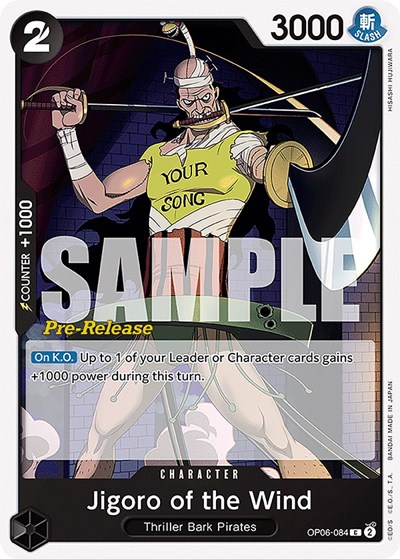 2
3000
斬
SLASH
HISASHI HUJIWARA
YOUR
SONG
COUNTER +1000
SAMPLE
Pre-Release
On K.O. Up to 1 of your Leader or Character cards gains
+1000 power during this turn.
CHARACTER
Jigoro of the Wind
Thriller Bark Pirates
OP06-084 C 2
©E.O/S ©E.O./S., T.A. BANDAI MADE IN JAPAN